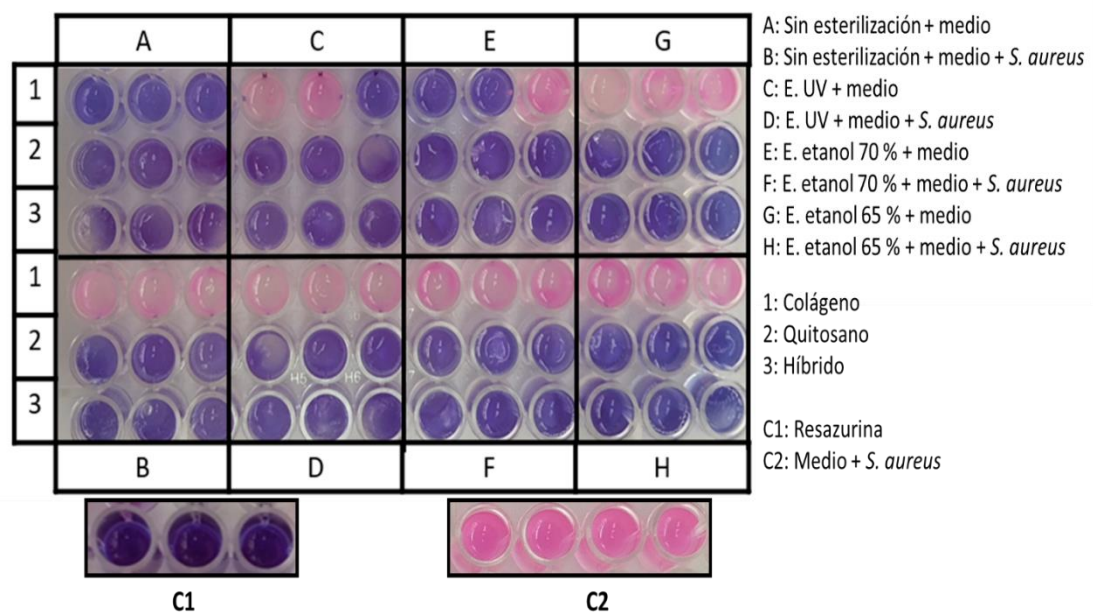 A C E G
1
2
3
1
2
3
H5 H6
B D F H
C1 C2
A: Sin esterilización + medio
B: Sin esterilización + medio + S. aureus
C: E. UV + medio
D: E. UV + medio + S. aureus
E: E. etanol 70 % + medio
F: E. etanol 70 % + medio + S. aureus
G: E. etanol 65 % + medio
H: E. etanol 65 % + medio + S. aureus
1: Colágeno
2: Quitosano
3: Híbrido
C1: Resazurina
C2: Medio + S. aureus